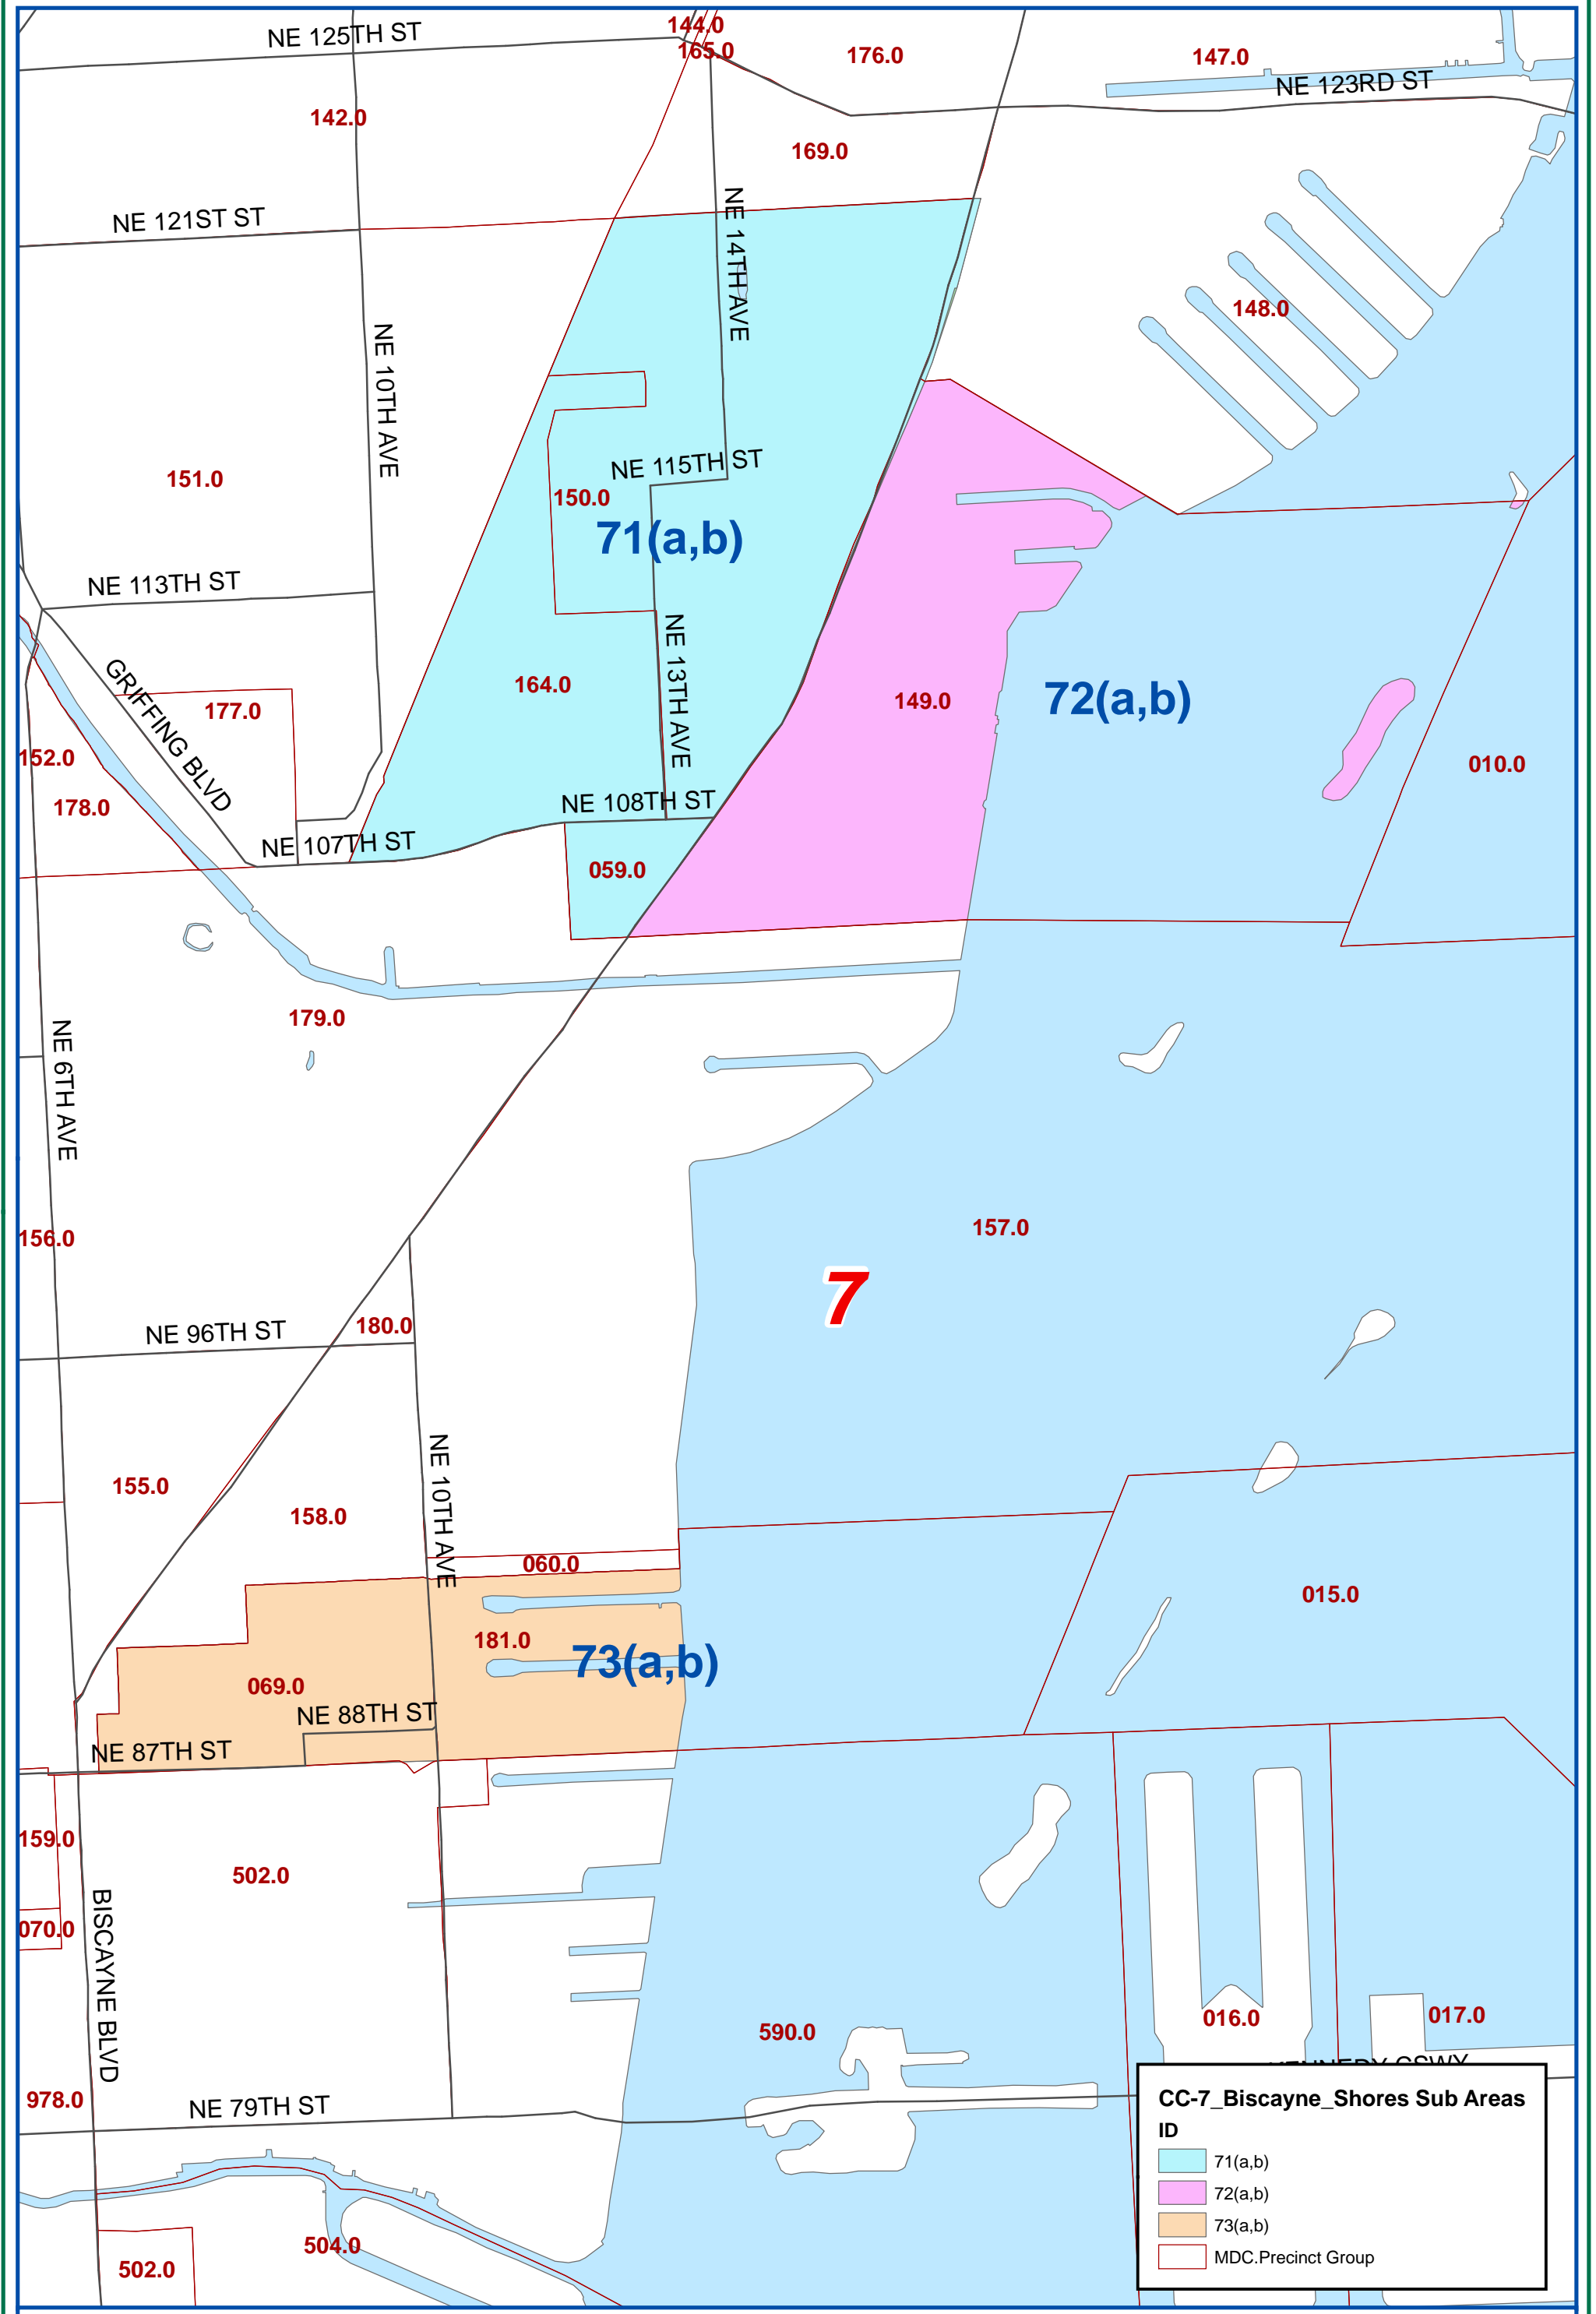 144.0
NE 125TH ST
165.0
176.0
147.0
NE 123RD ST
142.0
169.0
NE 121ST ST
NE 14TH AVE
148.0
NE 10TH AVE
151.0
NE 115TH ST
150.0
71(a,b)
NE 113TH ST
GRIFFING BLVD
177.0
164.0
NE 13TH AVE
149.0
72(a,b)
152.0
010.0
178.0
NE 108TH ST
NE 107TH ST
059.0
179.0
NE 6TH AVE
156.0
157.0
7
180.0
NE 96TH ST
155.0
158.0
NE 10TH AVE
060.0
015.0
181.0
73(a,b)
069.0
NE 88TH ST
NE 87TH ST
159.0
502.0
070.0
BISCAYNE BLVD
590.0
016.0
017.0
978.0
NE 79TH ST
504.0
502.0
CC-7_Biscayne_Shores Sub Areas
ID
71(a,b)
72(a,b)
73(a,b)
MDC.Precinct Group